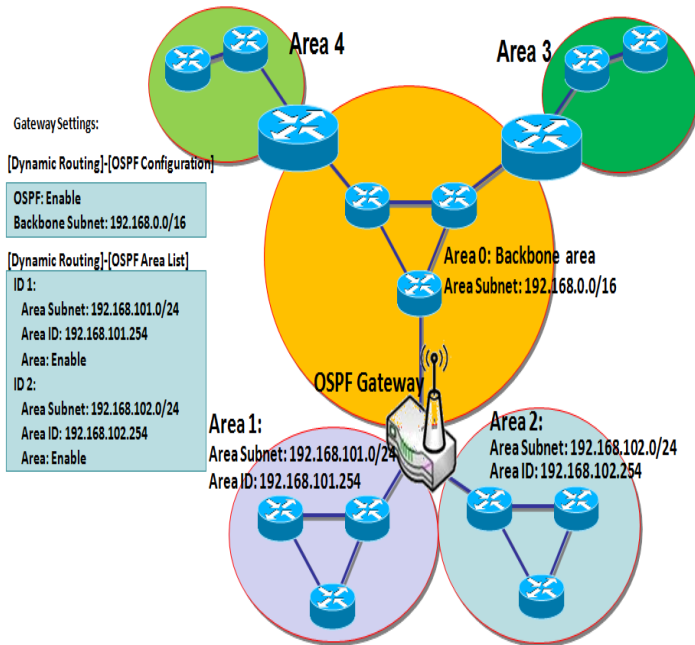 Area 4
Area 3
Gateway Settings:
[Dynamic Routing]-[OSPF Configuration]
OSPF: Enable
Backbone Subnet: 192.168.0.0/16
[Dynamic Routing]-[OSPF Area List]
ID 1:
Area Subnet: 192.168.101.0/24
Area ID: 192.168.101.254
Area: Enable
ID 2:
Area Subnet: 192.168.102.0/24
Area ID: 192.168.102.254
Area: Enable
Area 0: Backbone area
Area Subnet: 192.168.0.0/16
OSPF Gateway
Area 1:
Area Subnet: 192.168.101.0/24
Area ID: 192.168.101.254
Area 2:
Area Subnet: 192.168.102.0/24
Area ID: 192.168.102.254